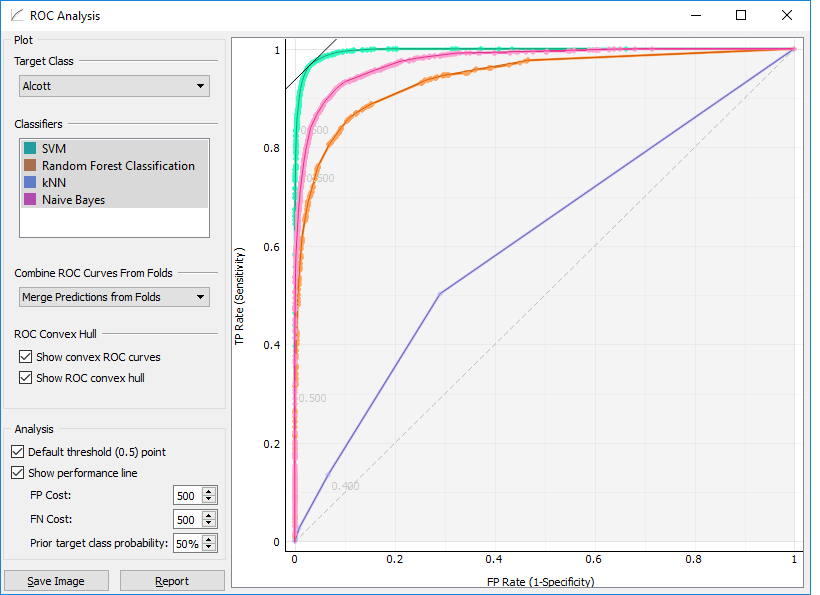 ROC Analysis
Plot
Target Class
Alcott
Classifiers
SVM
Random Forest Classification
kNN
Naive Bayes
Combine ROC Curves From Folds
Merge Predictions from Folds
ROC Convex Hull
Show convex ROC curves
Show ROC convex hull
Analysis
Default threshold (0.5) point
Show performance line
FP Cost: 500
FN Cost: 500
Prior target class probability: 50%
Save Image Report
TP Rate (Sensitivity)
1
0.8
0.6
0.4
0.2
0
0.500
0.500
0.500
0.400
0 0.2 0.4 0.6 0.8 1
FP Rate (1-Specificity)